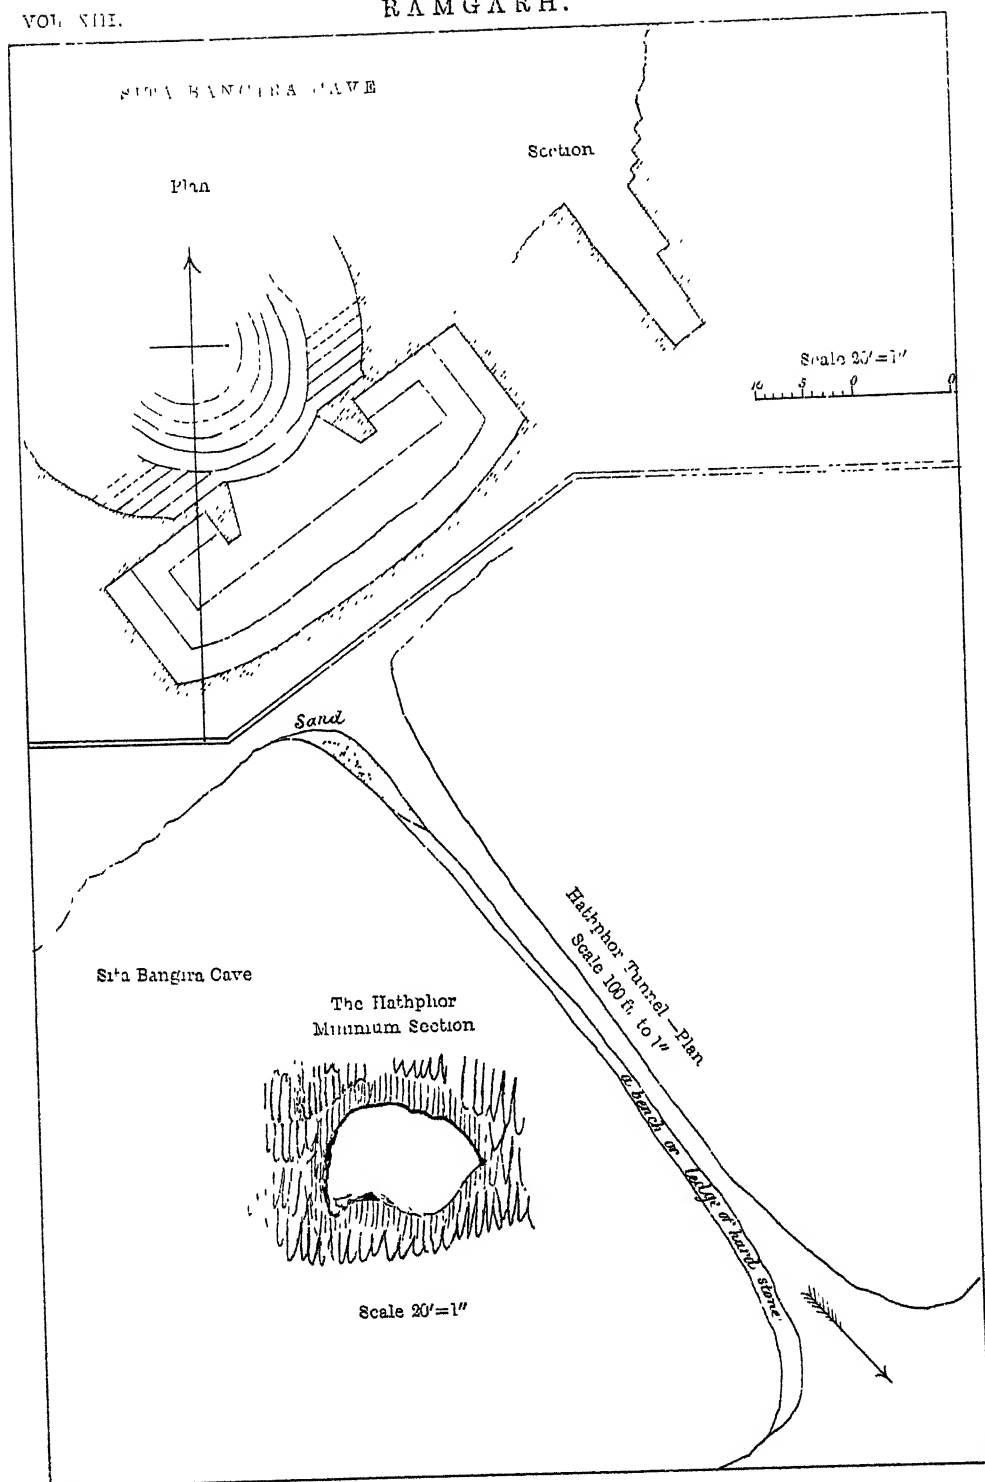 VOL XIII.
RAMGARH.
SITA BANGIRA CAVE
Plan
Section
Scale 20'=1"
10 5 0 0
Sand
Hathphor Tunnel—Plan
Scale 100 ft. to 1"
a bench or ledge of hard stone
Sita Bangira Cave
The Hathphor
Minimum Section
Scale 20'=1"